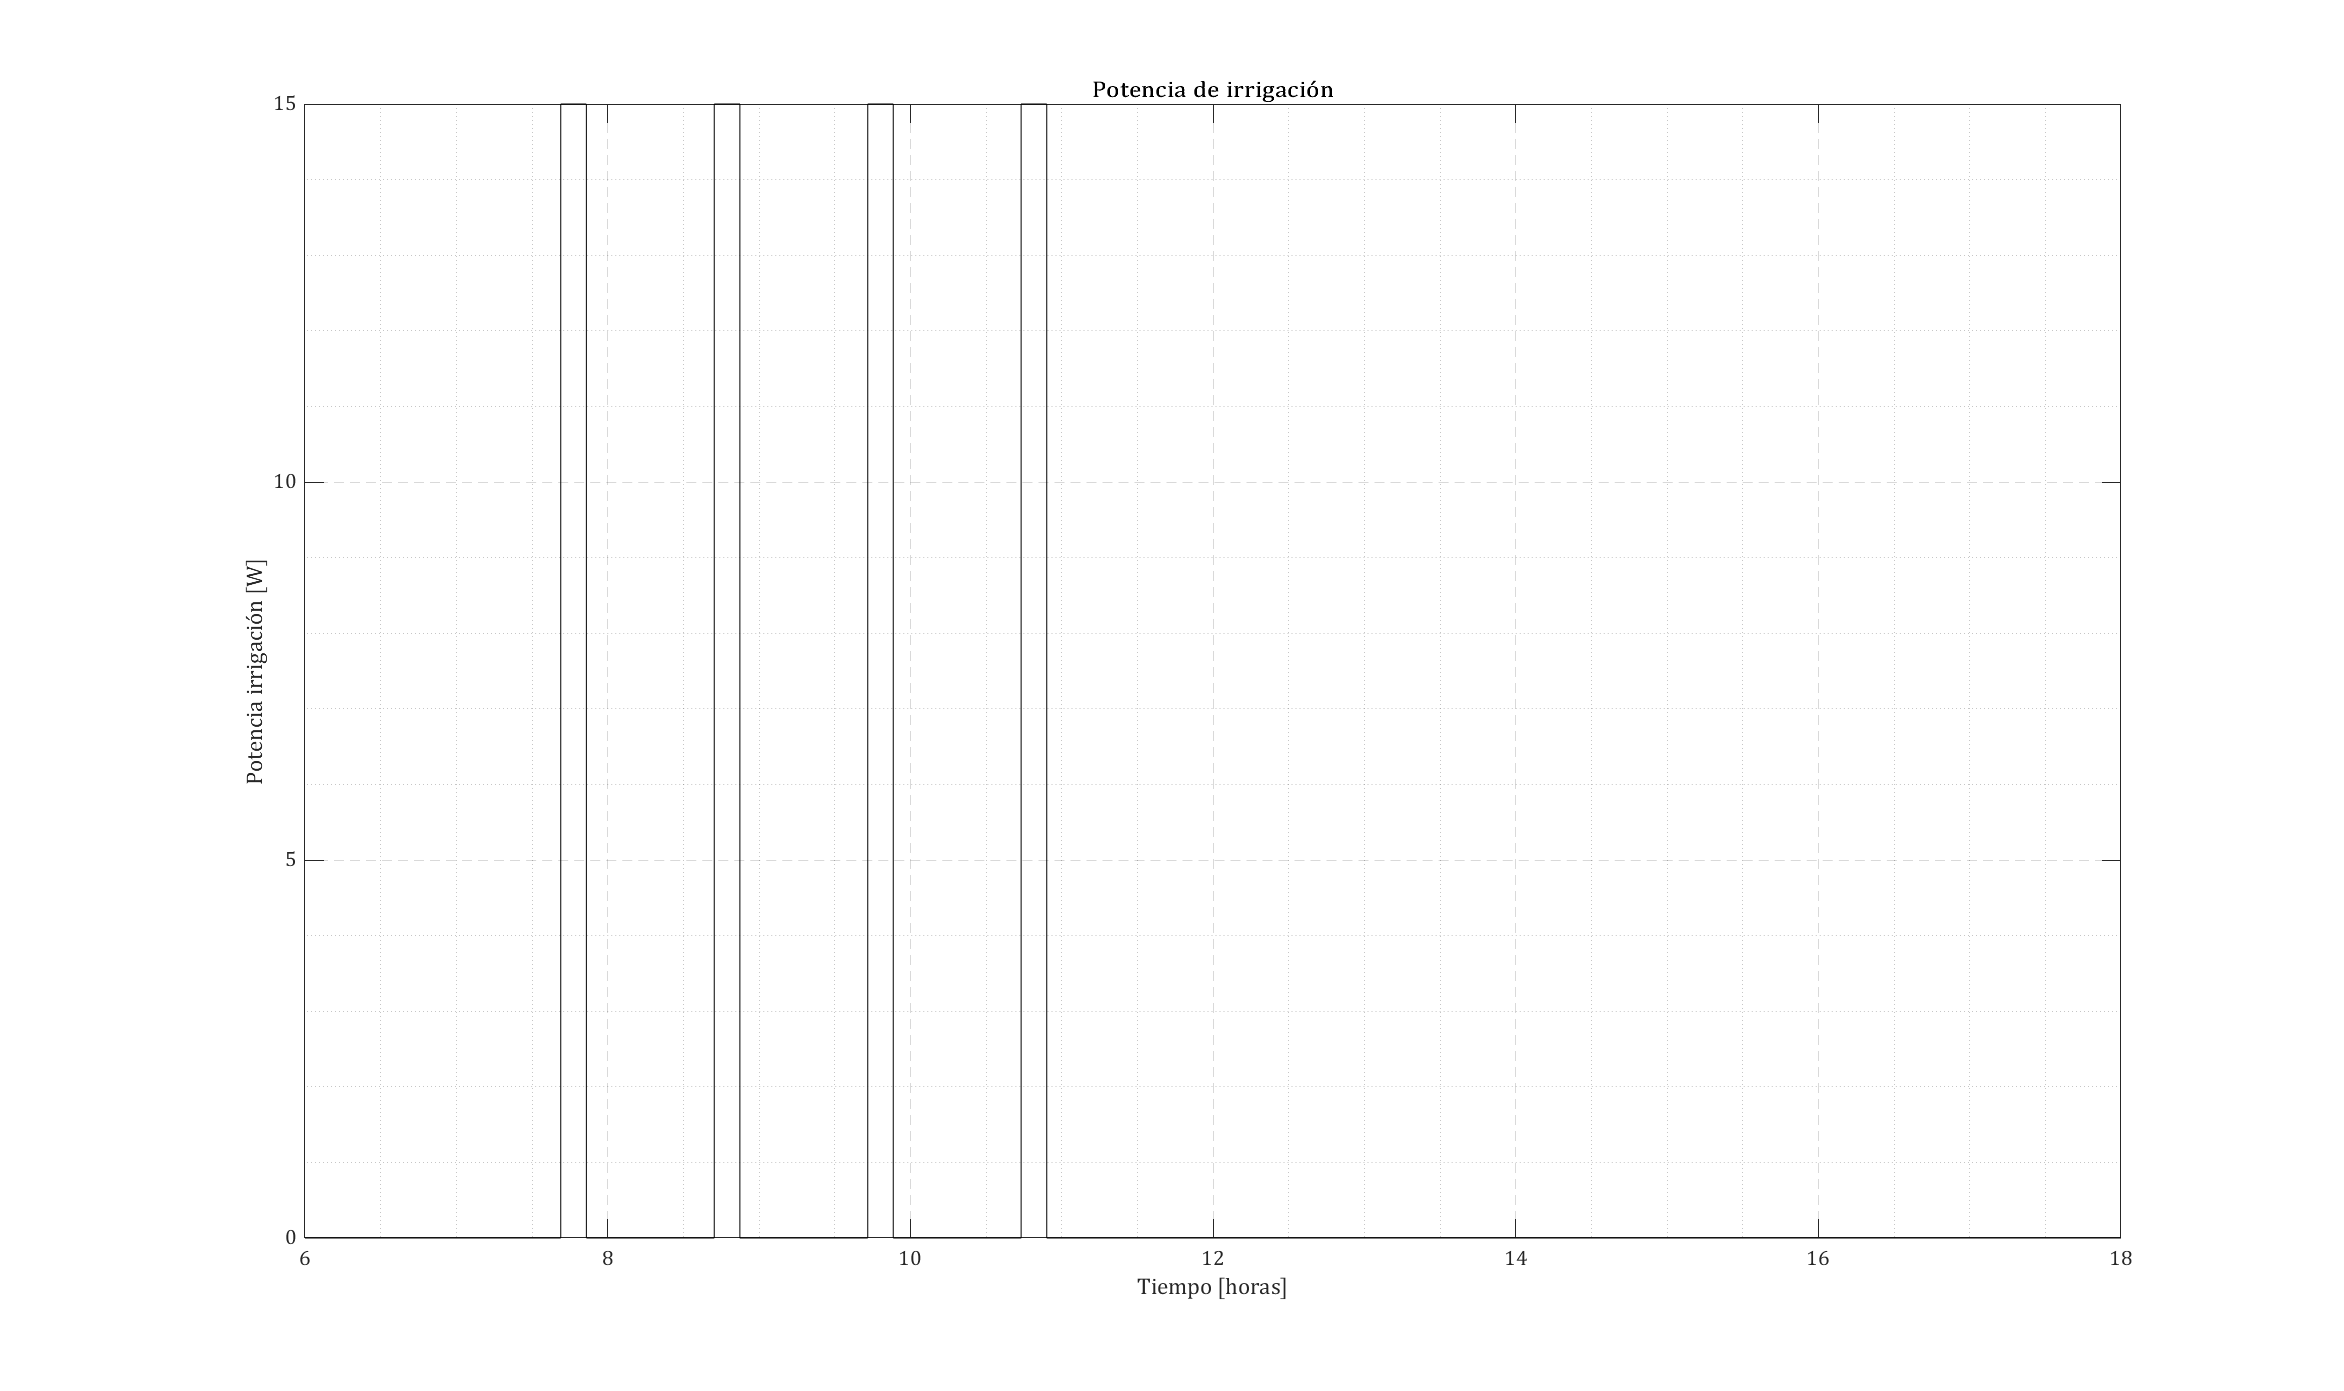 Potencia de irrigación
15
10
5
0
Potencia irrigación [W]
6 8 10 12 14 16 18
Tiempo [horas]